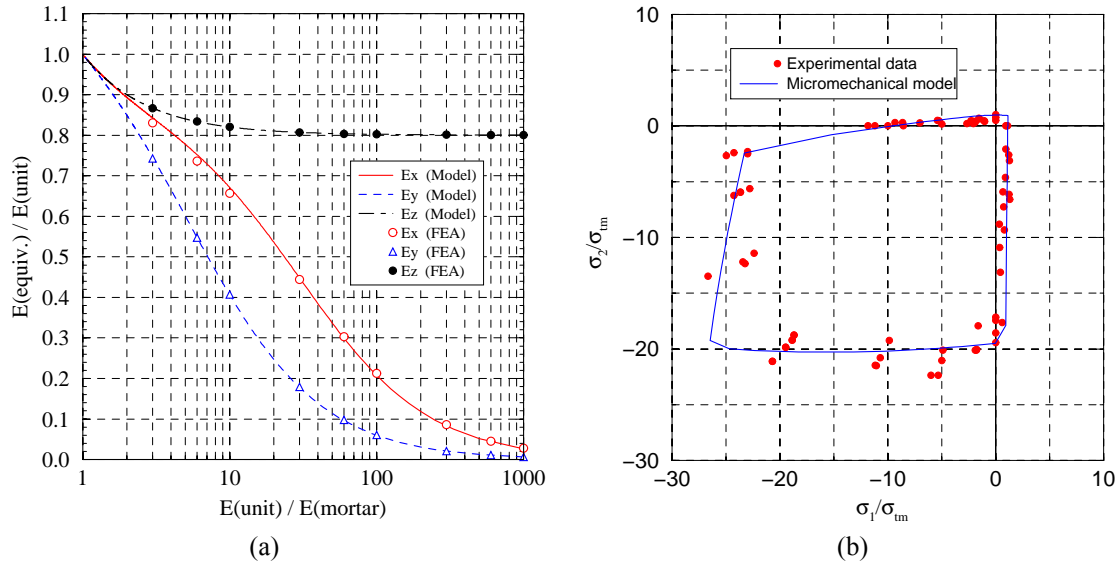 1.0
0.9
0.8
0.7
0.6
0.5
0.4
0.3
0.2
0.1
0.0
E(equiv.) / E(unit)
1 10 100 1000
E(unit) / E(mortar)
Ex (Model)
Ey (Model)
Ez (Model)
Ex (FEA)
Ey (FEA)
Ez (FEA)
(a)
10
0
−10
−20
−30
σ2/σtm
−30 −20 −10 0 10
σ1/σtm
Experimental data
Micromechanical model
(b)